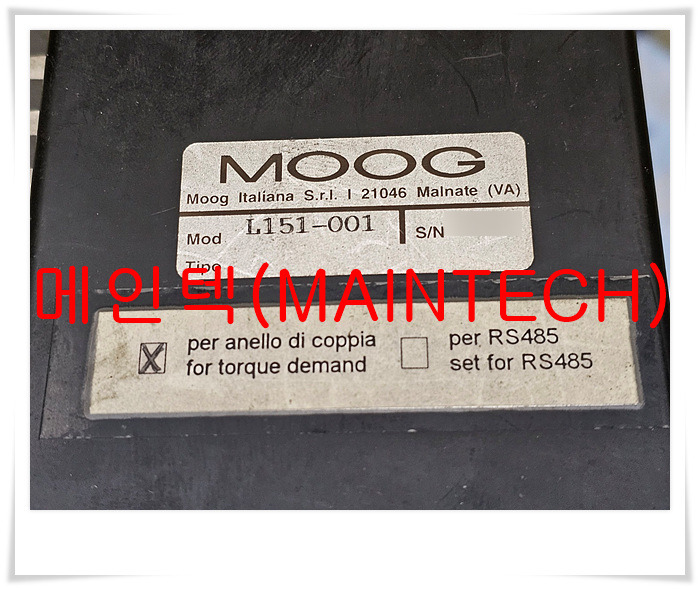 MOOG
Moog Italiana S.r.l. I 21046 Malnate (VA)
Mod L151-001 S/N
Tipo
메인텍(MAINTECH)
per anello di coppia
for torque demand
per RS485
set for RS485